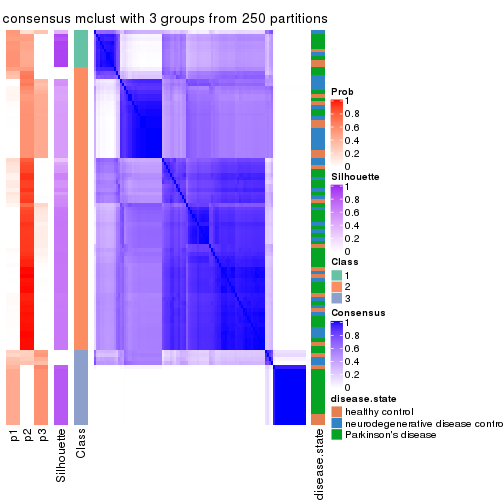 consensus mclust with 3 groups from 250 partitions
Prob
1
0.8
0.6
0.4
0.2
0
Silhouette
1
0.8
0.6
0.4
0.2
0
Class
1
2
3
Consensus
1
0.8
0.6
0.4
0.2
0
disease.state
healthy control
neurodegenerative disease contro
Parkinson's disease
p1
p2
p3
Silhouette
Class
disease.state